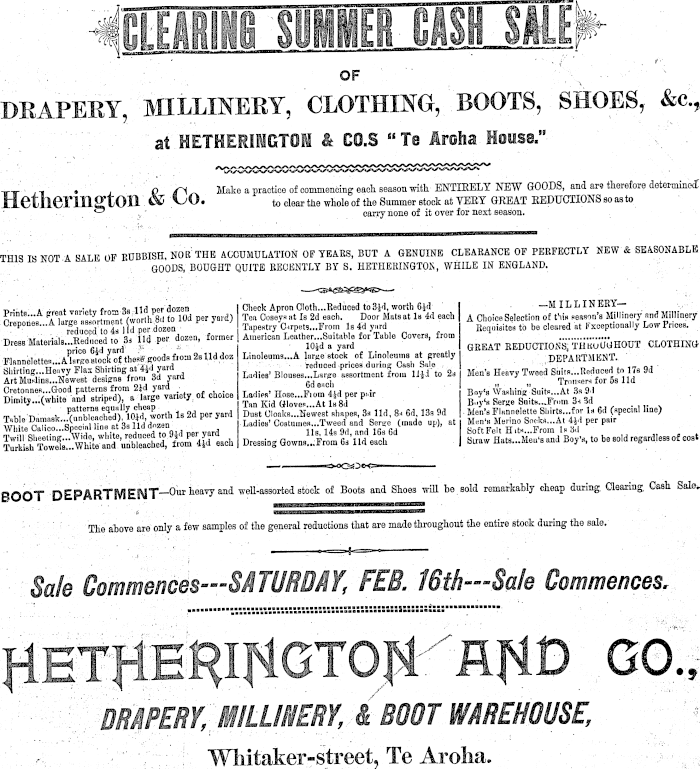 CLEARING SUMMER CASH SALE
OF
DRAPERY, MILLINERY, CLOTHING, BOOTS, SHOES, &c.,
at HETHERINGTON & CO.S "Te Aroha House."
Hetherington & Co. Make a practice of commencing each season with ENTIRELY NEW GOODS, and are therefore determined
to clear the whole of the Summer stock at VERY GREAT REDUCTIONS so as to
carry none of it over for next season.
THIS IS NOT A SALE OF RUBBISH, NOR THE ACCUMULATION OF YEARS, BUT A GENUINE CLEARANCE OF PERFECTLY NEW & SEASONABLE
GOODS, BOUGHT QUITE RECENTLY BY S. HETHERINGTON, WHILE IN ENGLAND.
Prints...A great variety from 3s 11d per dozen
Crepones...A large assortment (worth 8d to 10d per yard)
reduced to 4s 11d per dozen
Dress Materials...Reduced to 3s 11d per dozen, former
price 6½d yard
Flannelettes...A large stock of these goods from 2s 11d doz
Shirting...Heavy Flax Shirting at 4½d yard
Art Muslins...Newest designs from 3d yard
Cretonnes...Good patterns from 2½d yard
Dimity...(white and striped), a large variety of choice
patterns equally cheap
Table Damask...(unbleached), 10½d, worth 1s 2d per yard
White Calico...Special line at 3s 11d dozen
Twill Sheeting...Wide, white, reduced to 9½d per yard
Turkish Towels...White and unbleached, from 4½d each
Check Apron Cloth...Reduced to 3½d, worth 6½d
Tea Coseys at 1s 3d each. Door Mats at 1s 4d each
Tapestry Carpets...From 1s 4d yard
American Leather...Suitable for Table Covers, from
10½d a yard
Linoleums...A large stock of Linoleums at greatly
reduced prices during Cash Sale
Ladies' Blouses...Large assortment from 11½d to 2s
6d each
Ladies' Hose...From 4½d per pair
Tan Kid Gloves...At 1s 8d
Dust Cloaks...Newest shapes, 3s 11d, 8s 6d, 13s 9d
Ladies' Costumes...Tweed and Serge (made up), at
11s, 14s 9d, and 16s 6d
Dressing Gowns...From 6s 11d each
—MILLINERY—
A Choice Selection of this season's Millinery and Millinery
Requisites to be cleared at Exceptionally Low Prices.
GREAT REDUCTIONS, THROUGHOUT CLOTHING
DEPARTMENT.
Men's Heavy Tweed Suits...Reduced to 17s 9d
" " Trousers for 5s 11d
Boy's Washing Suits...At 3s 9d
Boy's Serge Suits...From 3s 3d
Men's Flannelette Shirts...for 1s 6d (special line)
Men's Merino Socks...At 4½d per pair
Soft Felt Hats...From 1s 3d
Straw Hats...Men's and Boy's, to be sold regardless of cost
BOOT DEPARTMENT—Our heavy and well-assorted stock of Boots and Shoes will be sold remarkably cheap during Clearing Cash Sale.
The above are only a few samples of the general reductions that are made throughout the entire stock during the sale.
Sale Commences---SATURDAY, FEB. 16th---Sale Commences.
HETHERINGTON AND CO.,
DRAPERY, MILLINERY, & BOOT WAREHOUSE,
Whitaker-street, Te Aroha.